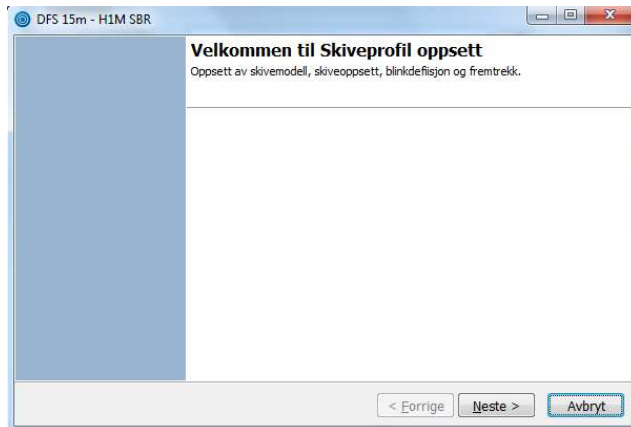 DFS 15m - H1M SBR
Velkommen til Skiveprofil oppsett
Oppsett av skivemodell, skiveoppsett, blinkdefisjon og fremtrekk.
< Forrige Neste > Avbryt